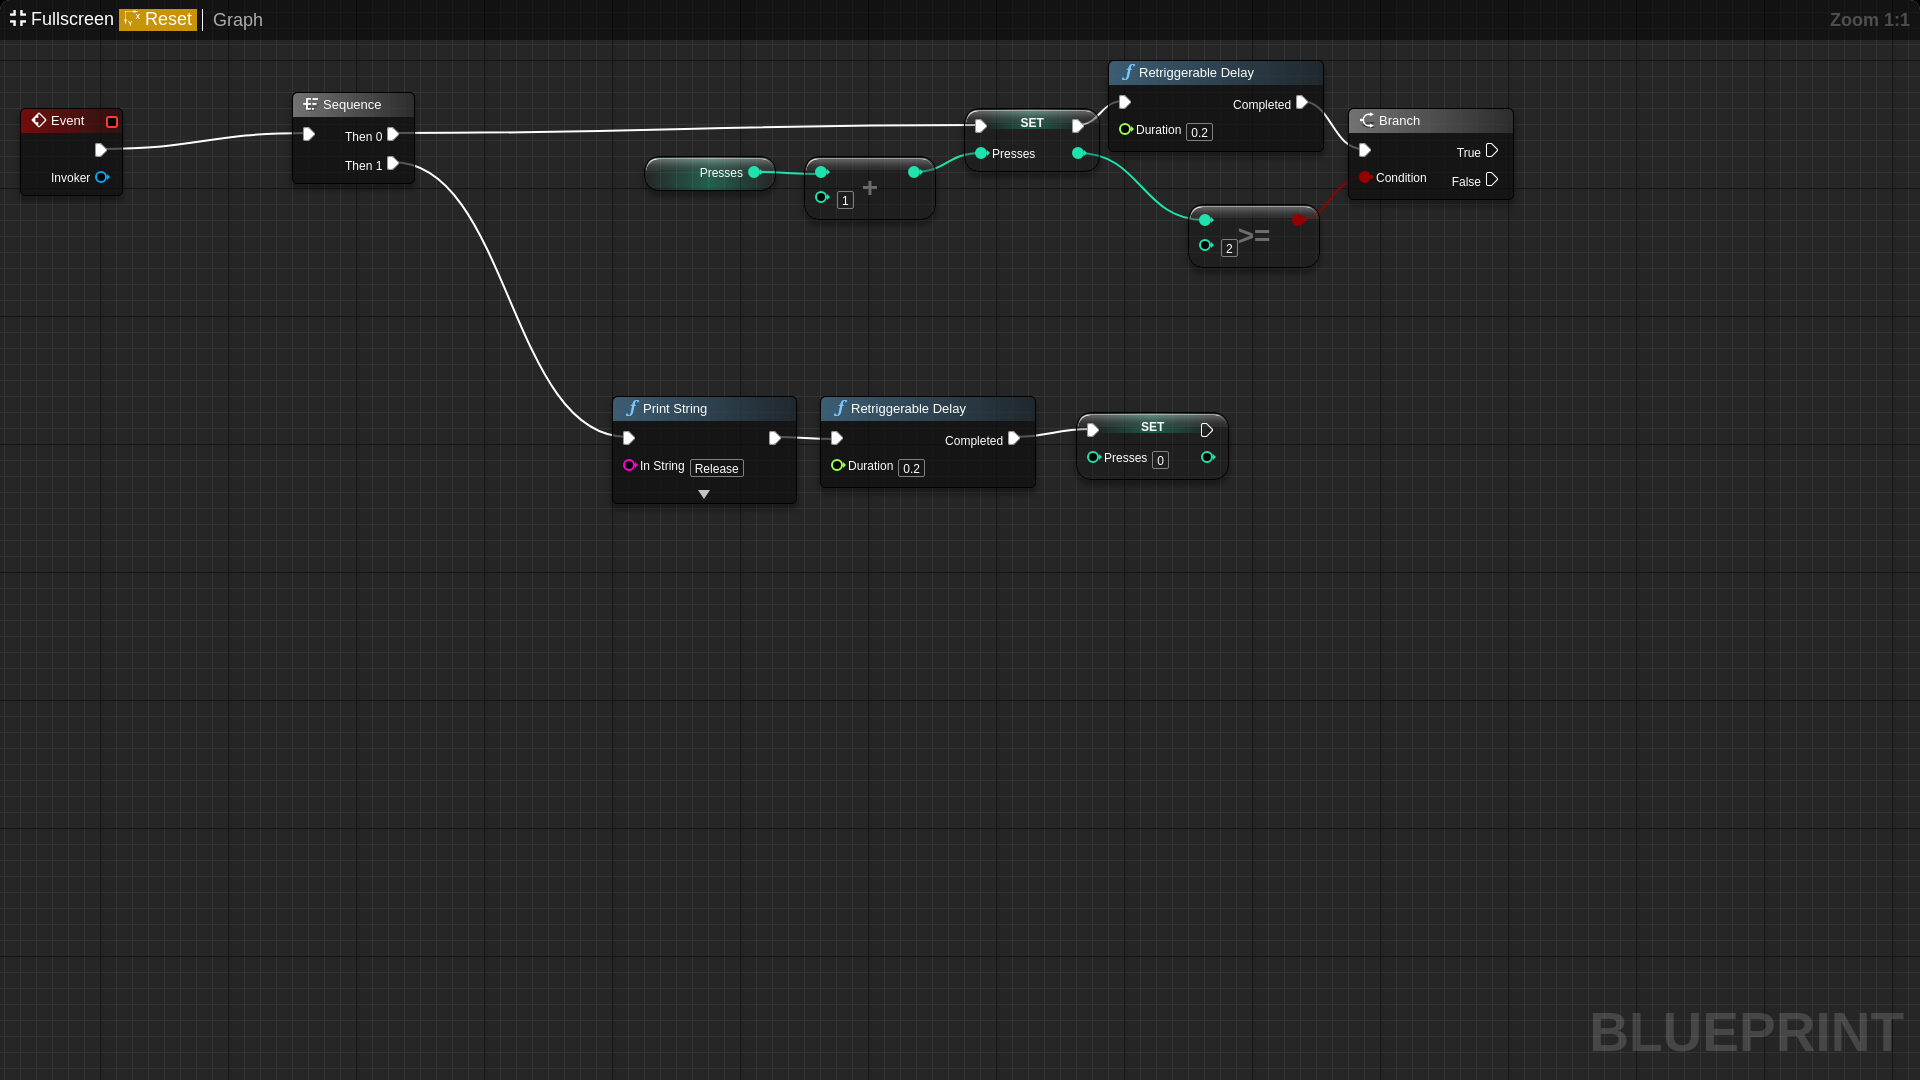 Fullscreen Reset Graph
Zoom 1:1
Event
Invoker
Sequence
Then 0
Then 1
Presses
+
1
SET
Presses
Retriggerable Delay
Completed
Duration 0.2
>=
2
Branch
True
Condition
False
Print String
In String Release
Retriggerable Delay
Completed
Duration 0.2
SET
Presses 0
BLUEPRINT